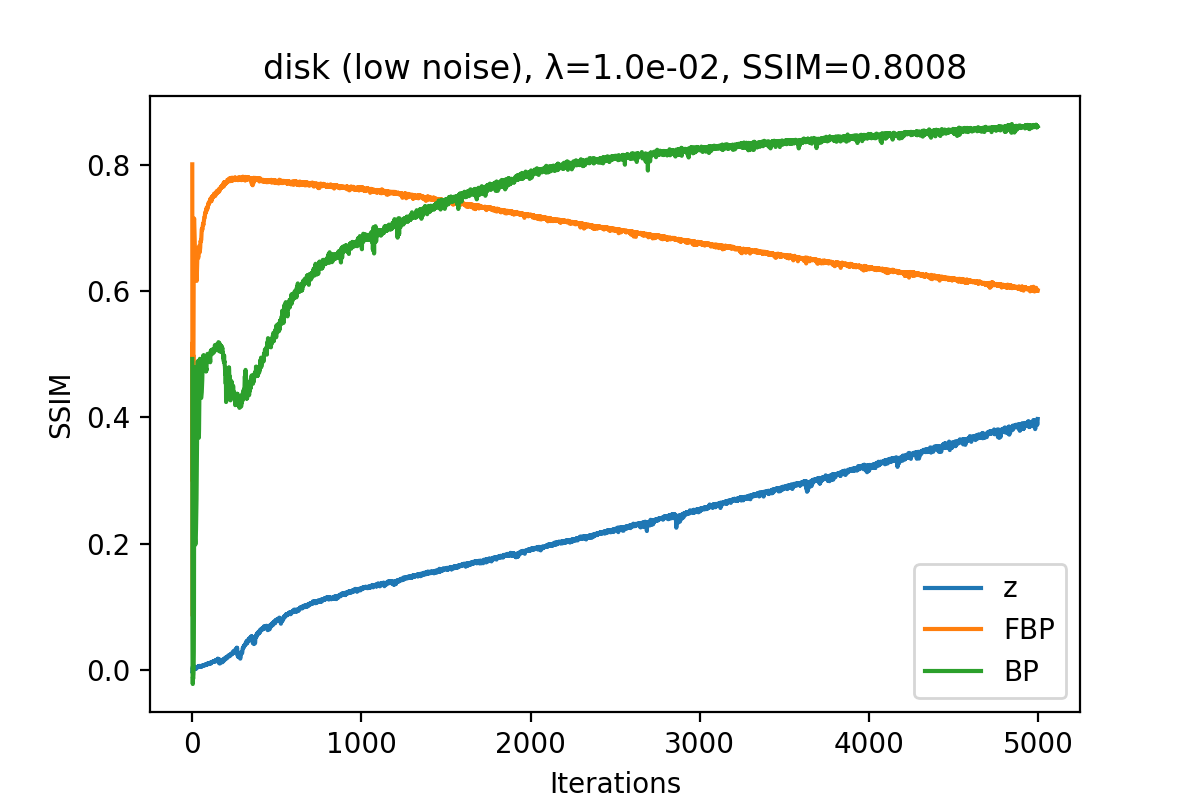 disk (low noise), λ=1.0e-02, SSIM=0.8008
SSIM
0.8
0.6
0.4
0.2
0.0
z
FBP
BP
0 1000 2000 3000 4000 5000
Iterations